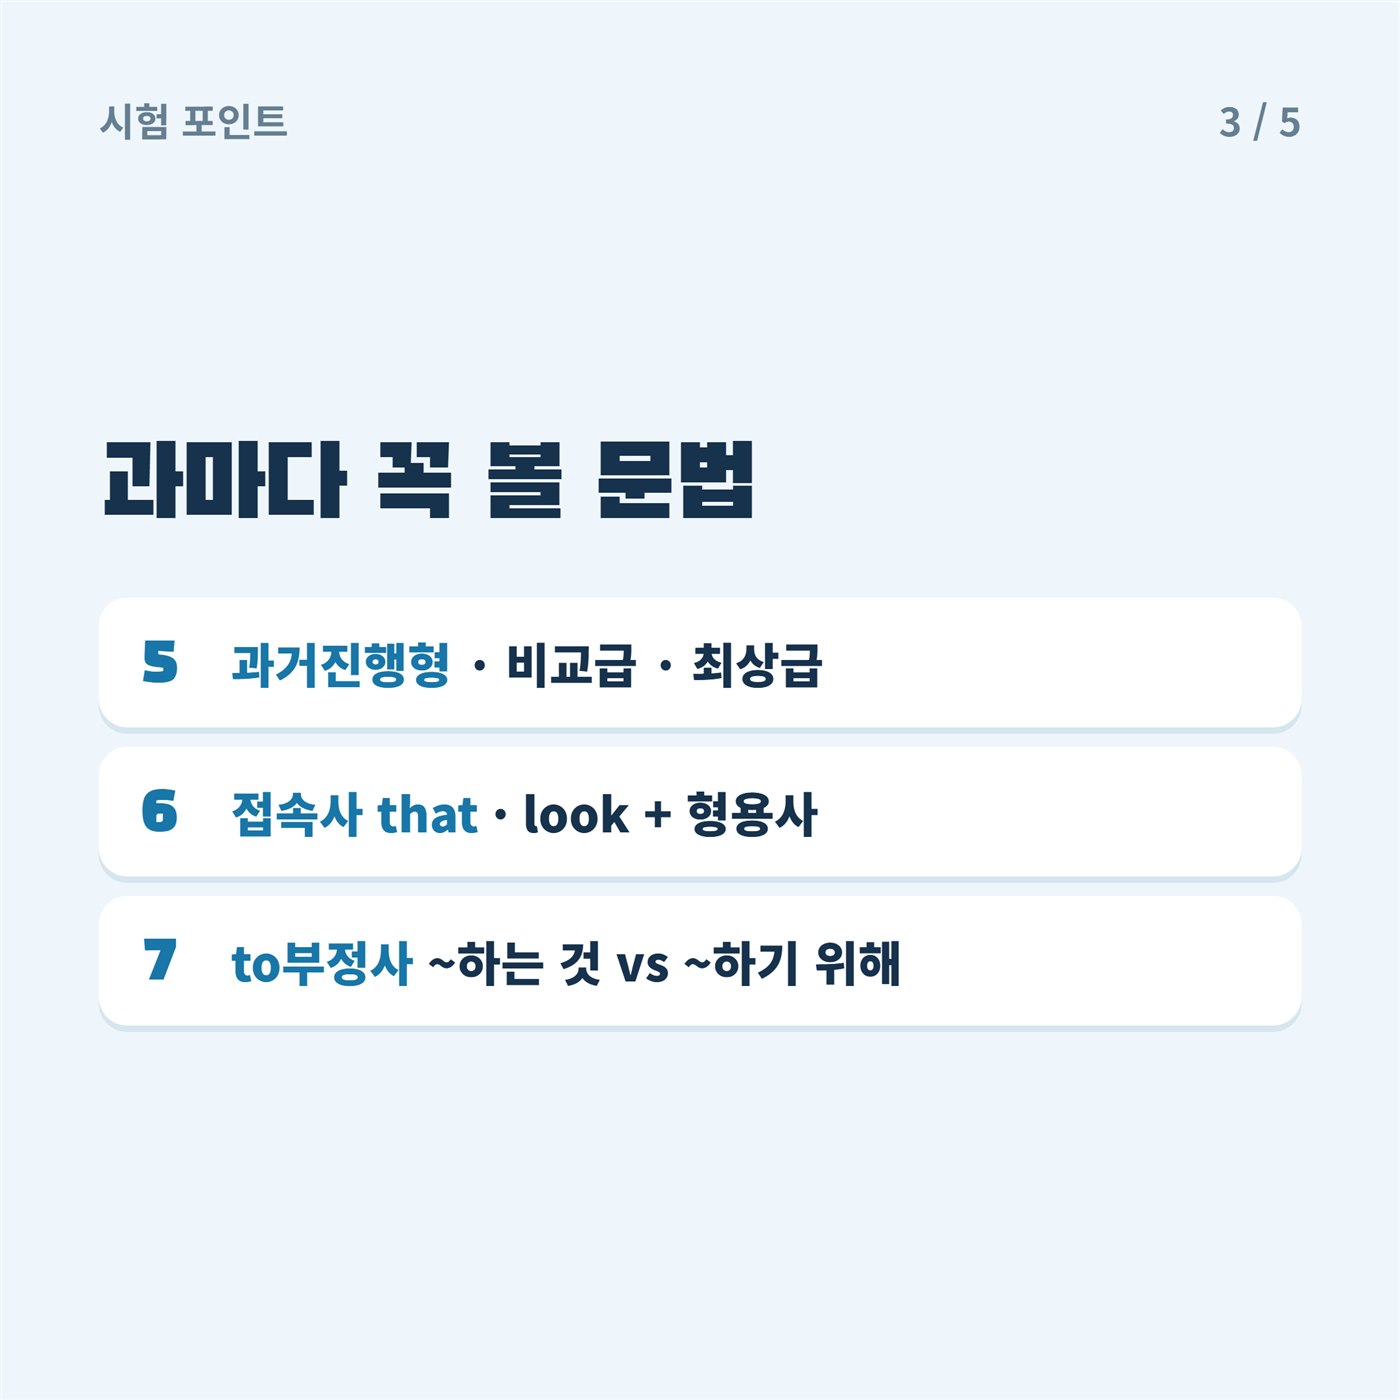 시험 포인트
3 / 5
과마다 꼭 볼 문법
5 과거진행형 · 비교급 · 최상급
6 접속사 that · look + 형용사
7 to부정사 ~하는 것 vs ~하기 위해